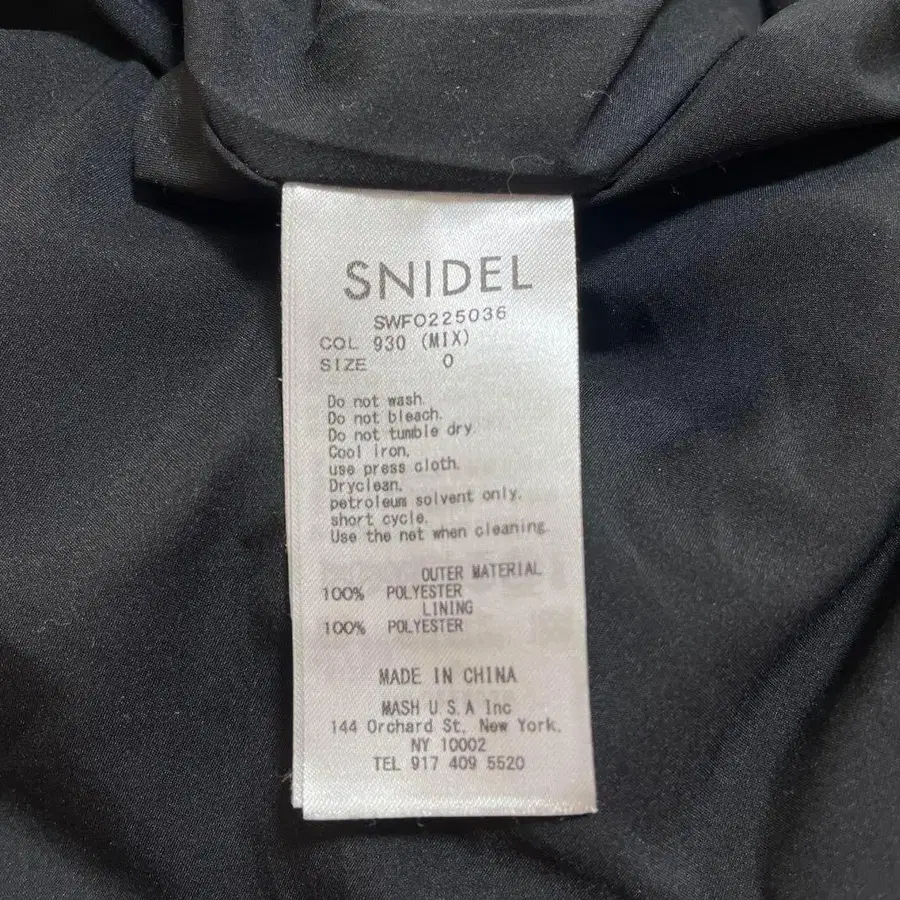 SNIDEL
SWFO225036
COL 930 (MIX)
SIZE 0
Do not wash.
Do not bleach.
Do not tumble dry.
Cool iron,
use press cloth.
Dryclean,
petroleum solvent only.
short cycle.
Use the net when cleaning.
OUTER MATERIAL
100% POLYESTER
LINING
100% POLYESTER
MADE IN CHINA
MASH U.S.A Inc
144 Orchard St, New York,
NY 10002
TEL 917 409 5520